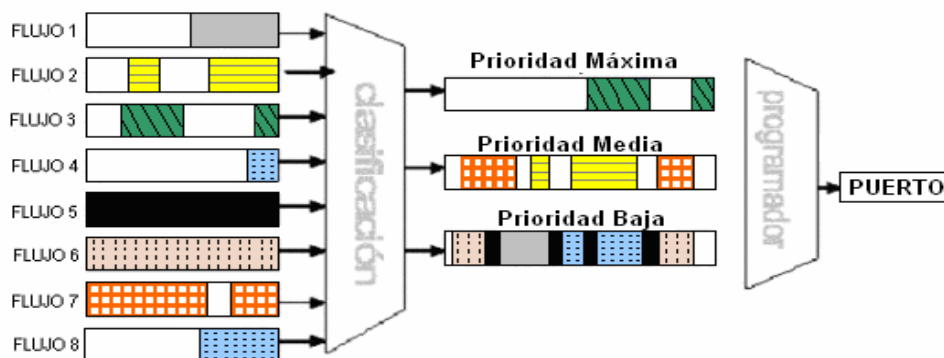 FLUJO 1
FLUJO 2
FLUJO 3
FLUJO 4
FLUJO 5
FLUJO 6
FLUJO 7
FLUJO 8
clasificación
Prioridad Máxima
Prioridad Media
Prioridad Baja
programador
PUERTO